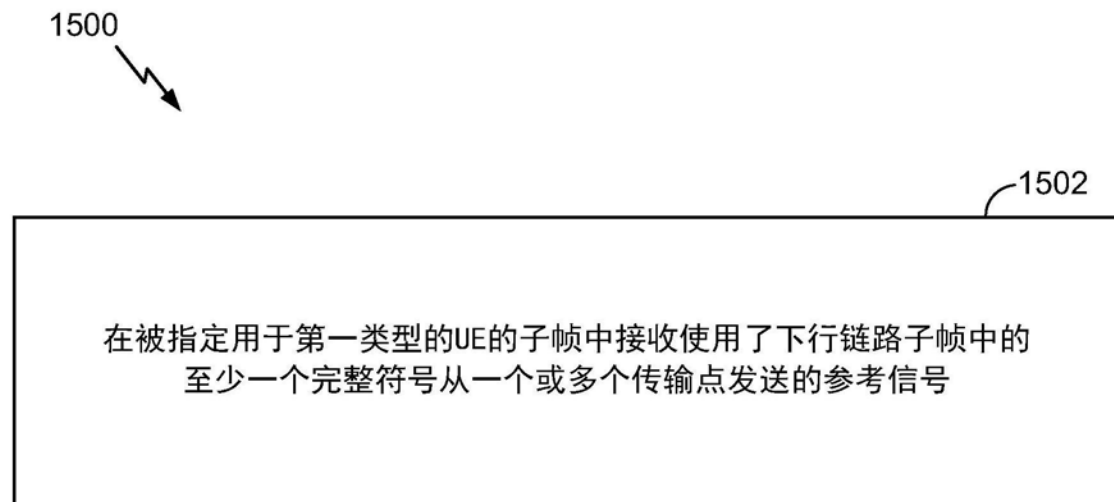 1500
1502
在被指定用于第一类型的UE的子帧中接收使用了下行链路子帧中的
至少一个完整符号从一个或多个传输点发送的参考信号